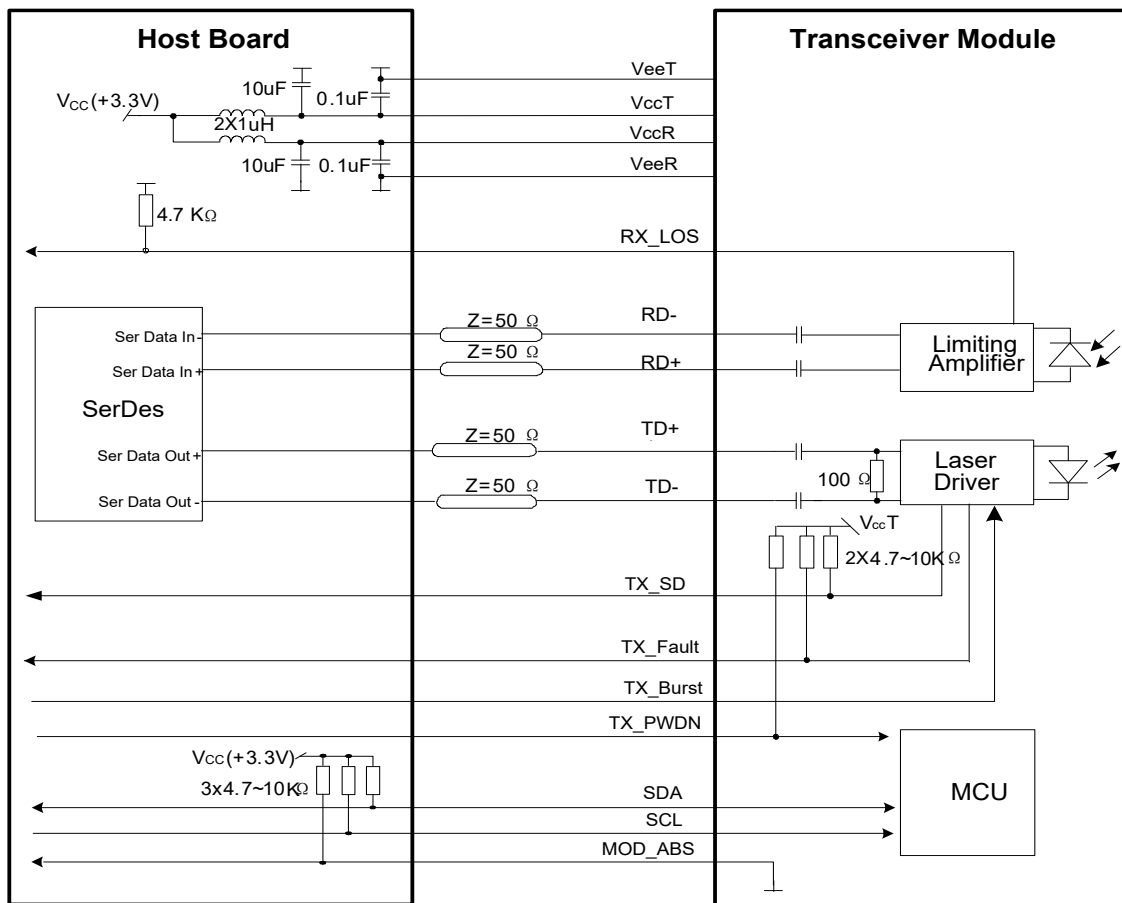 Host Board
Transceiver Module
VeeT
10uF
0.1uF
VCC(+3.3V)
VccT
2X1uH
VccR
10uF
0.1uF
VeeR
4.7 KΩ
RX_LOS
Z=50 Ω
RD-
Ser Data In-
Z=50 Ω
Limiting
Amplifier
Ser Data In+
RD+
SerDes
Z=50 Ω
TD+
Ser Data Out+
Laser
Driver
100 Ω
Z=50 Ω
TD-
Ser Data Out-
VccT
2X4.7~10KΩ
TX_SD
TX_Fault
TX_Burst
TX_PWDN
VCC(+3.3V)
3x4.7~10KΩ
SDA
MCU
SCL
MOD_ABS